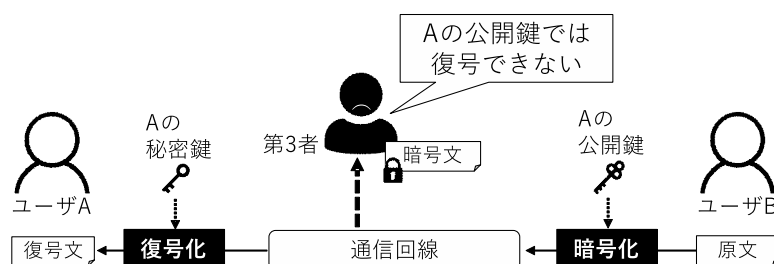 Aの公開鍵では
復号できない
Aの
秘密鍵
第3者
暗号文
Aの
公開鍵
ユーザA
ユーザB
復号文
復号化
通信回線
暗号化
原文